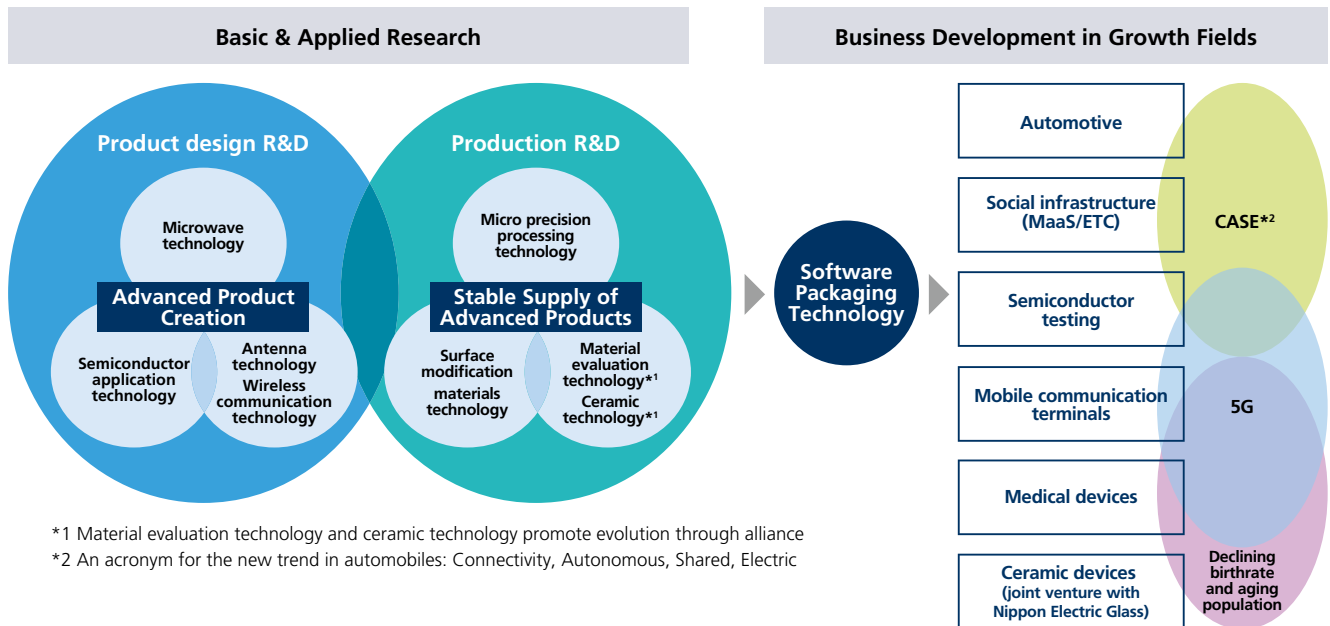 Basic & Applied Research
Product design R&D
Microwave
technology
Advanced Product
Creation
Semiconductor
application
technology
Antenna
technology
Wireless
communication
technology
Production R&D
Micro precision
processing
technology
Stable Supply of
Advanced Products
Surface
modification
materials
technology
Material
evaluation
technology*1
Ceramic
technology*1
Software
Packaging
Technology
Business Development in Growth Fields
Automotive
Social infrastructure
(MaaS/ETC)
Semiconductor
testing
Mobile communication
terminals
Medical devices
Ceramic devices
(joint venture with
Nippon Electric Glass)
CASE*2
5G
Declining
birthrate
and aging
population
*1 Material evaluation technology and ceramic technology promote evolution through alliance
*2 An acronym for the new trend in automobiles: Connectivity, Autonomous, Shared, Electric